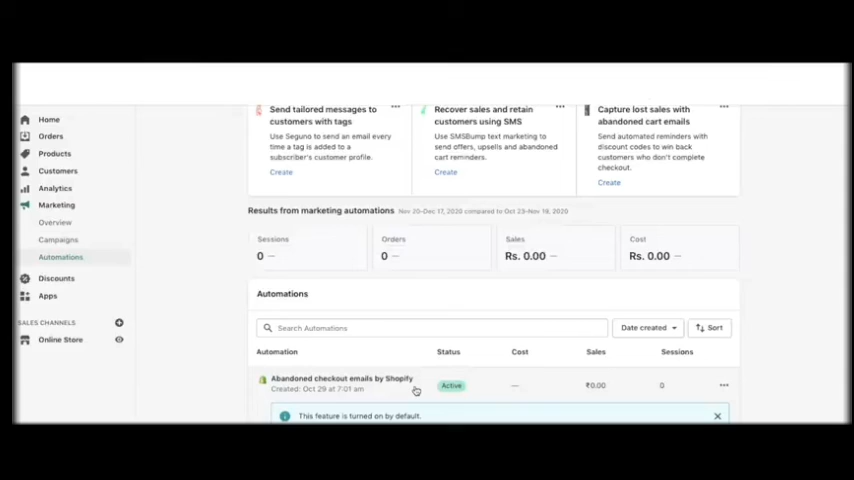 Home
Orders
Products
Customers
Analytics
Marketing
Overview
Campaigns
Automations
Discounts
Apps
SALES CHANNELS
Online Store
Send tailored messages to
customers with tags
Use Seguno to send an email every
time a tag is added to a
subscriber's customer profile.
Create
Recover sales and retain
customers using SMS
Use SMSBump text marketing to
send offers, upsells and abandoned
cart reminders.
Create
Capture lost sales with
abandoned cart emails
Send automated reminders with
discount codes to win back
customers who don't complete
checkout.
Create
Results from marketing automations Nov 20-Dec 17, 2020 compared to Oct 23-Nov 19, 2020
Sessions
0 —
Orders
0 —
Sales
Rs. 0.00 —
Cost
Rs. 0.00 —
Automations
Search Automations
Date created
Sort
Automation Status Cost Sales Sessions
Abandoned checkout emails by Shopify
Created: Oct 29 at 7:01 am
Active — ₹0.00 0
This feature is turned on by default.